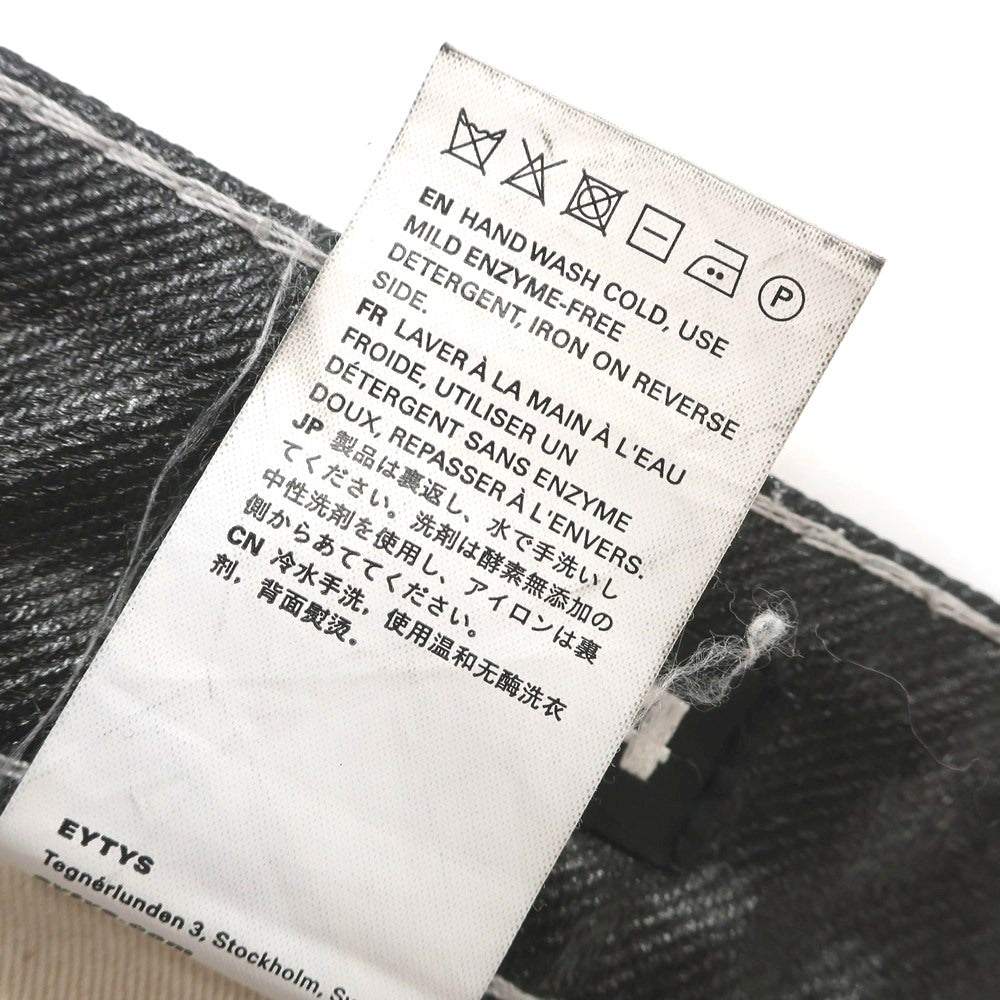 P
EN HAND WASH COLD, USE
MILD ENZYME-FREE
DETERGENT, IRON ON REVERSE
SIDE.
FR LAVER À LA MAIN À L'EAU
FROIDE, UTILISER UN
DÉTERGENT SANS ENZYME
DOUX, REPASSER À L'ENVERS.
JP 製品は裏返し、水で手洗いし
てください。洗剤は酵素無添加の
中性洗剤を使用し、アイロンは裏
側からあててください。
CN 冷水手洗，使用温和无酶洗衣
剂，背面熨烫。
EYTYS
Tegnérlunden 3, Stockholm,